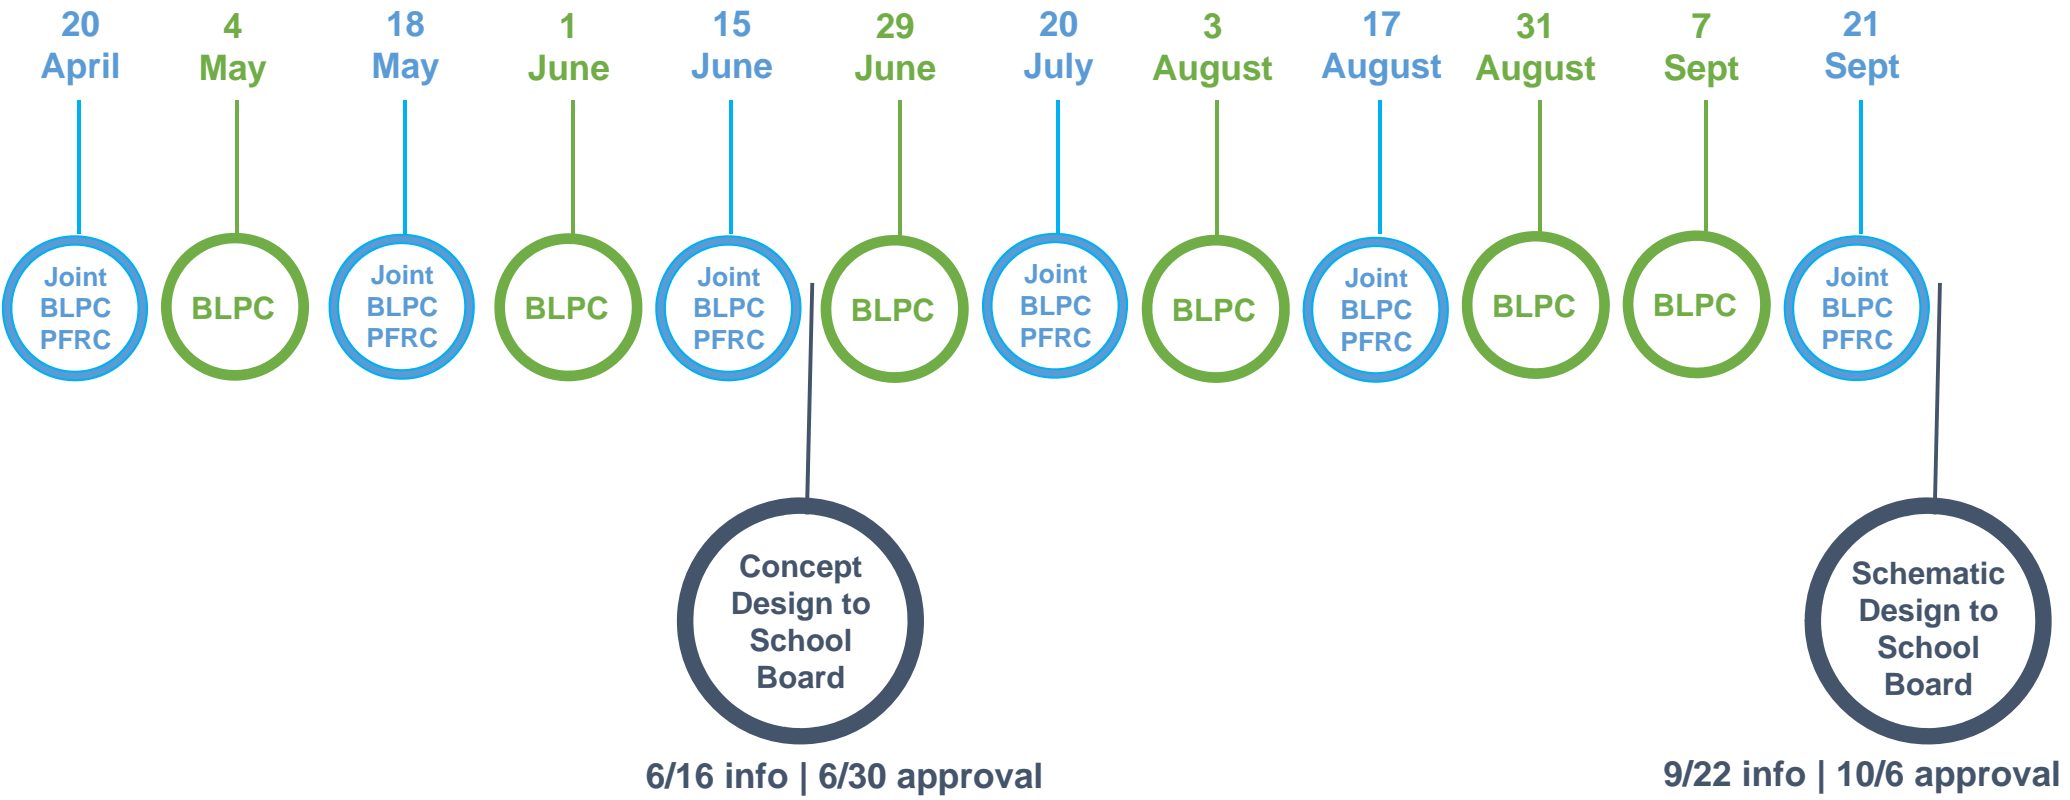 20
April
4
May
18
May
1
June
15
June
29
June
20
July
3
August
17
August
31
August
7
Sept
21
Sept
Joint
BLPC
PFRC
BLPC
Joint
BLPC
PFRC
BLPC
Joint
BLPC
PFRC
BLPC
Joint
BLPC
PFRC
BLPC
Joint
BLPC
PFRC
BLPC
BLPC
Joint
BLPC
PFRC
Concept
Design to
School
Board
6/16 info | 6/30 approval
Schematic
Design to
School
Board
9/22 info | 10/6 approval